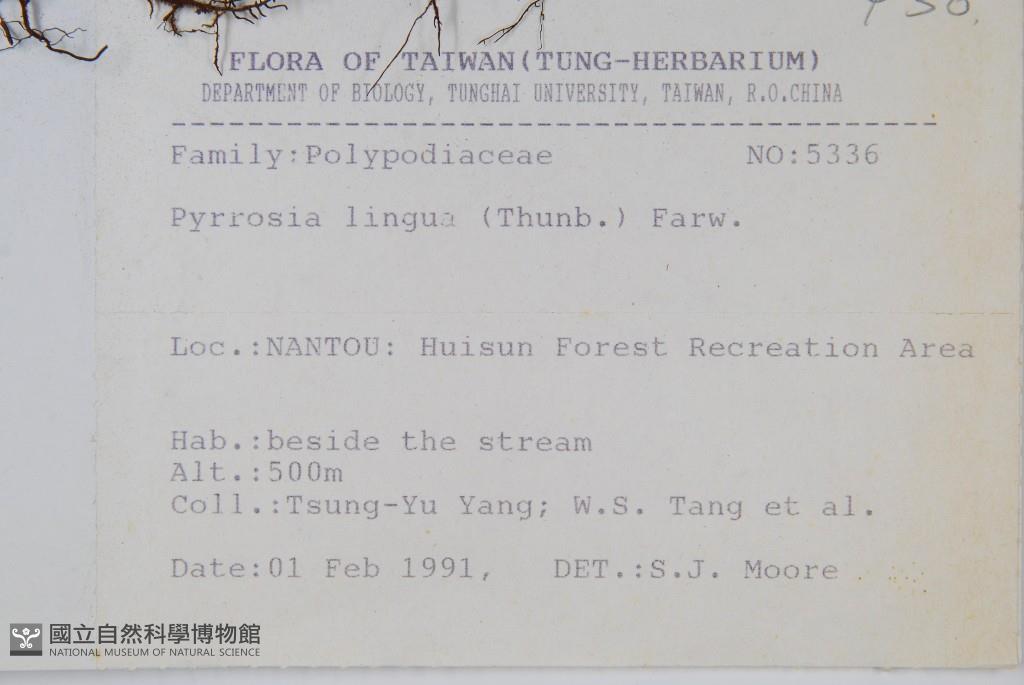 FLORA OF TAIWAN(TUNG-HERBARIUM)
DEPARTMENT OF BIOLOGY, TUNGHAI UNIVERSITY, TAIWAN, R.O.CHINA
Family:Polypodiaceae NO:5336
Pyrrosia lingua (Thunb.) Farw.
Loc.:NANTOU: Huisun Forest Recreation Area
Hab.:beside the stream
Alt.:500m
Coll.:Tsung-Yu Yang; W.S. Tang et al.
Date:01 Feb 1991, DET.:S.J. Moore
國立自然科學博物館
NATIONAL MUSEUM OF NATURAL SCIENCE